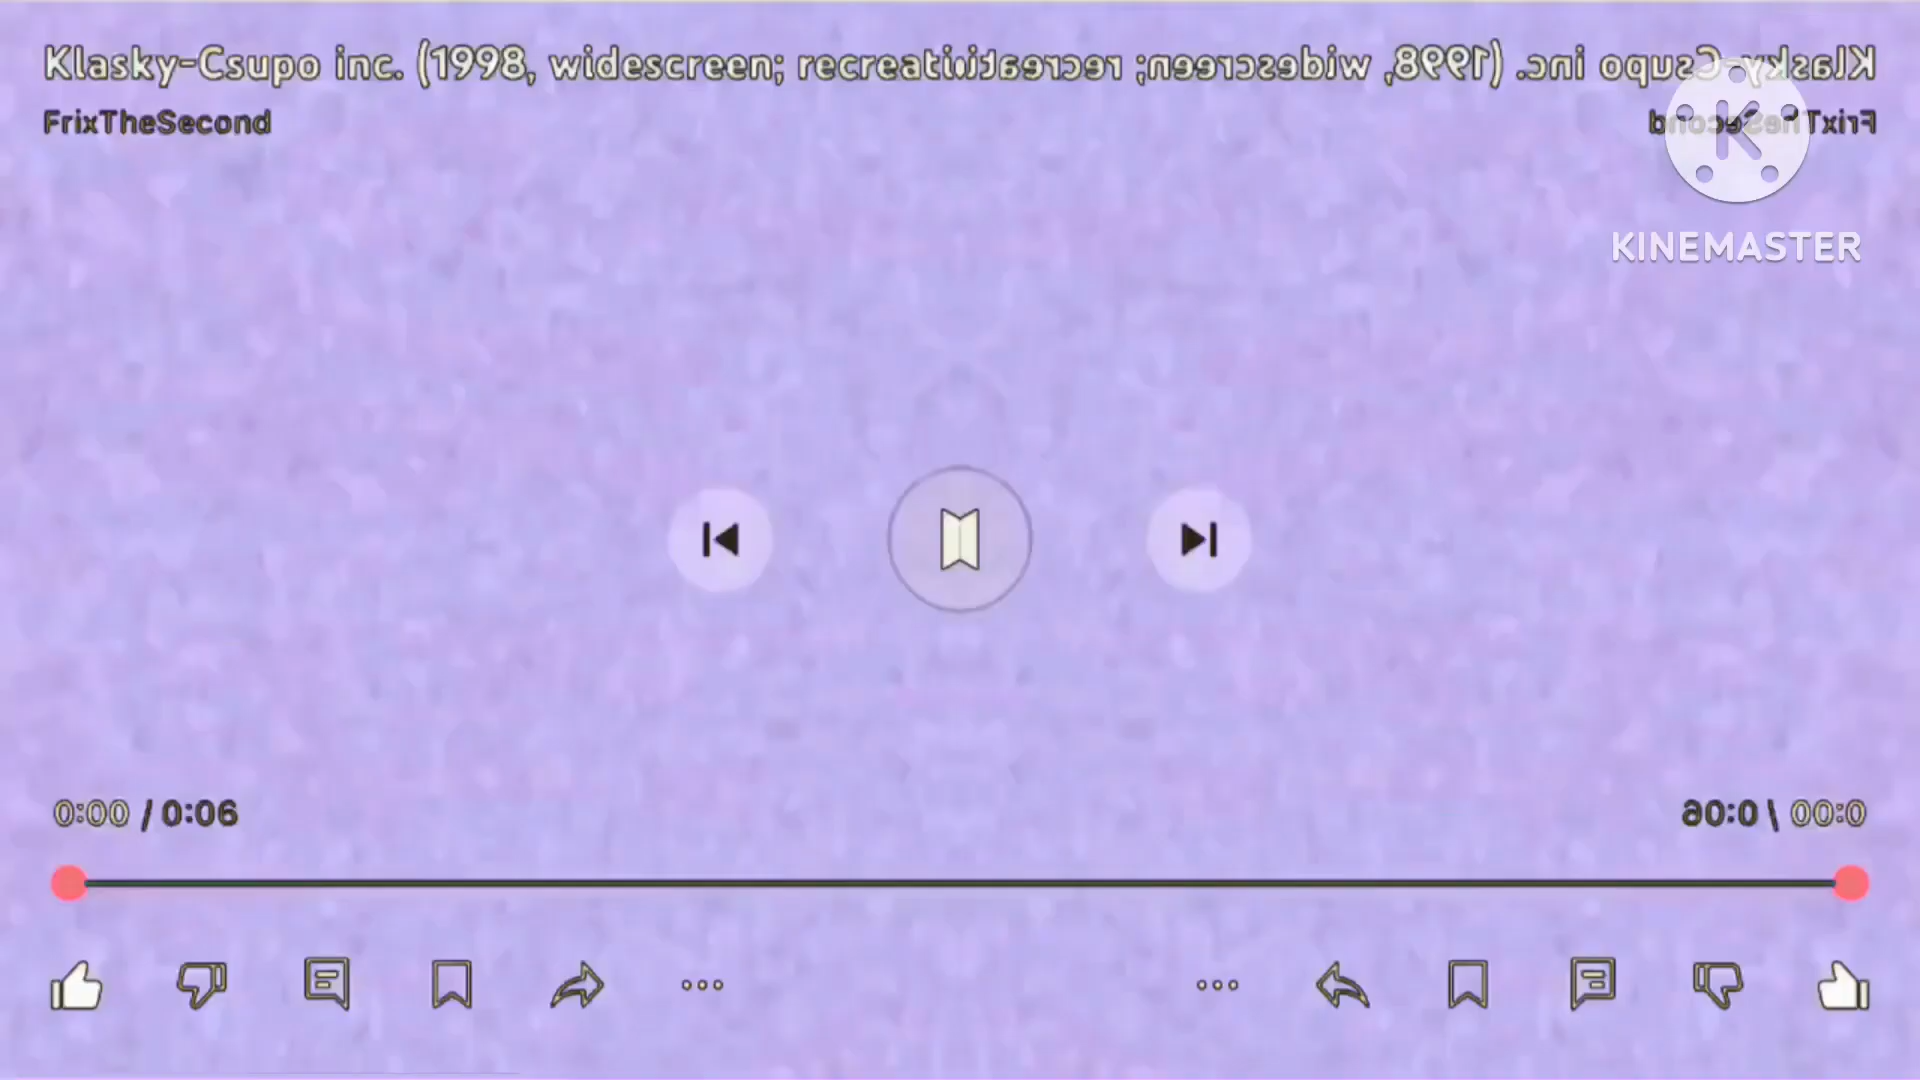 Klasky-Csupo inc. (1998, widescreen; recreati
FrixTheSecond
KINEMASTER
0:00 / 0:06